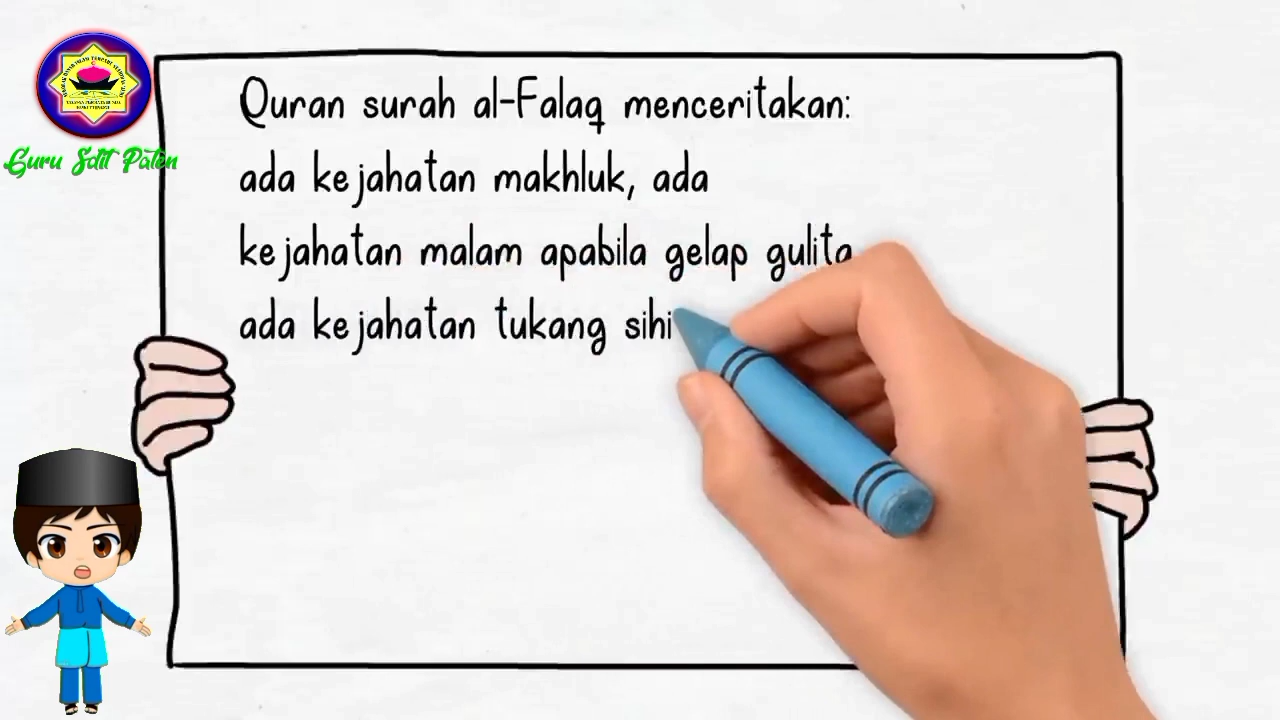 Guru Sdit Paten
Quran surah al-Falaq menceritakan:
ada kejahatan makhluk, ada
kejahatan malam apabila gelap gulita
ada kejahatan tukang sihi